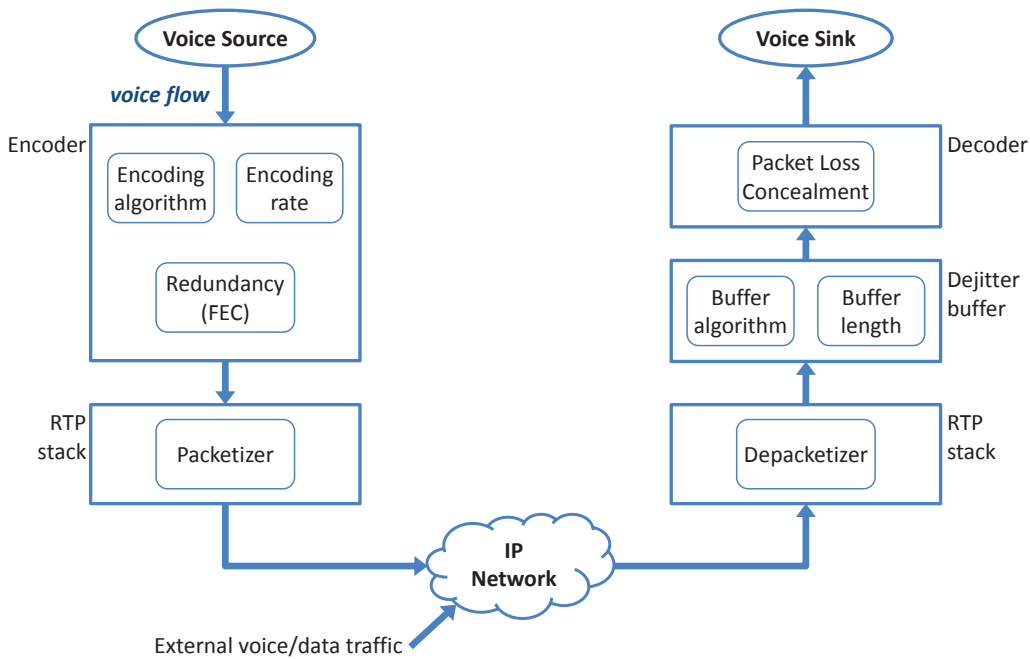 Voice Source
voice flow
Encoder
Encoding
algorithm
Encoding
rate
Redundancy
(FEC)
RTP
stack
Packetizer
IP
Network
External voice/data traffic
Voice Sink
Decoder
Packet Loss
Concealment
Dejitter
buffer
Buffer
algorithm
Buffer
length
RTP
stack
Depacketizer